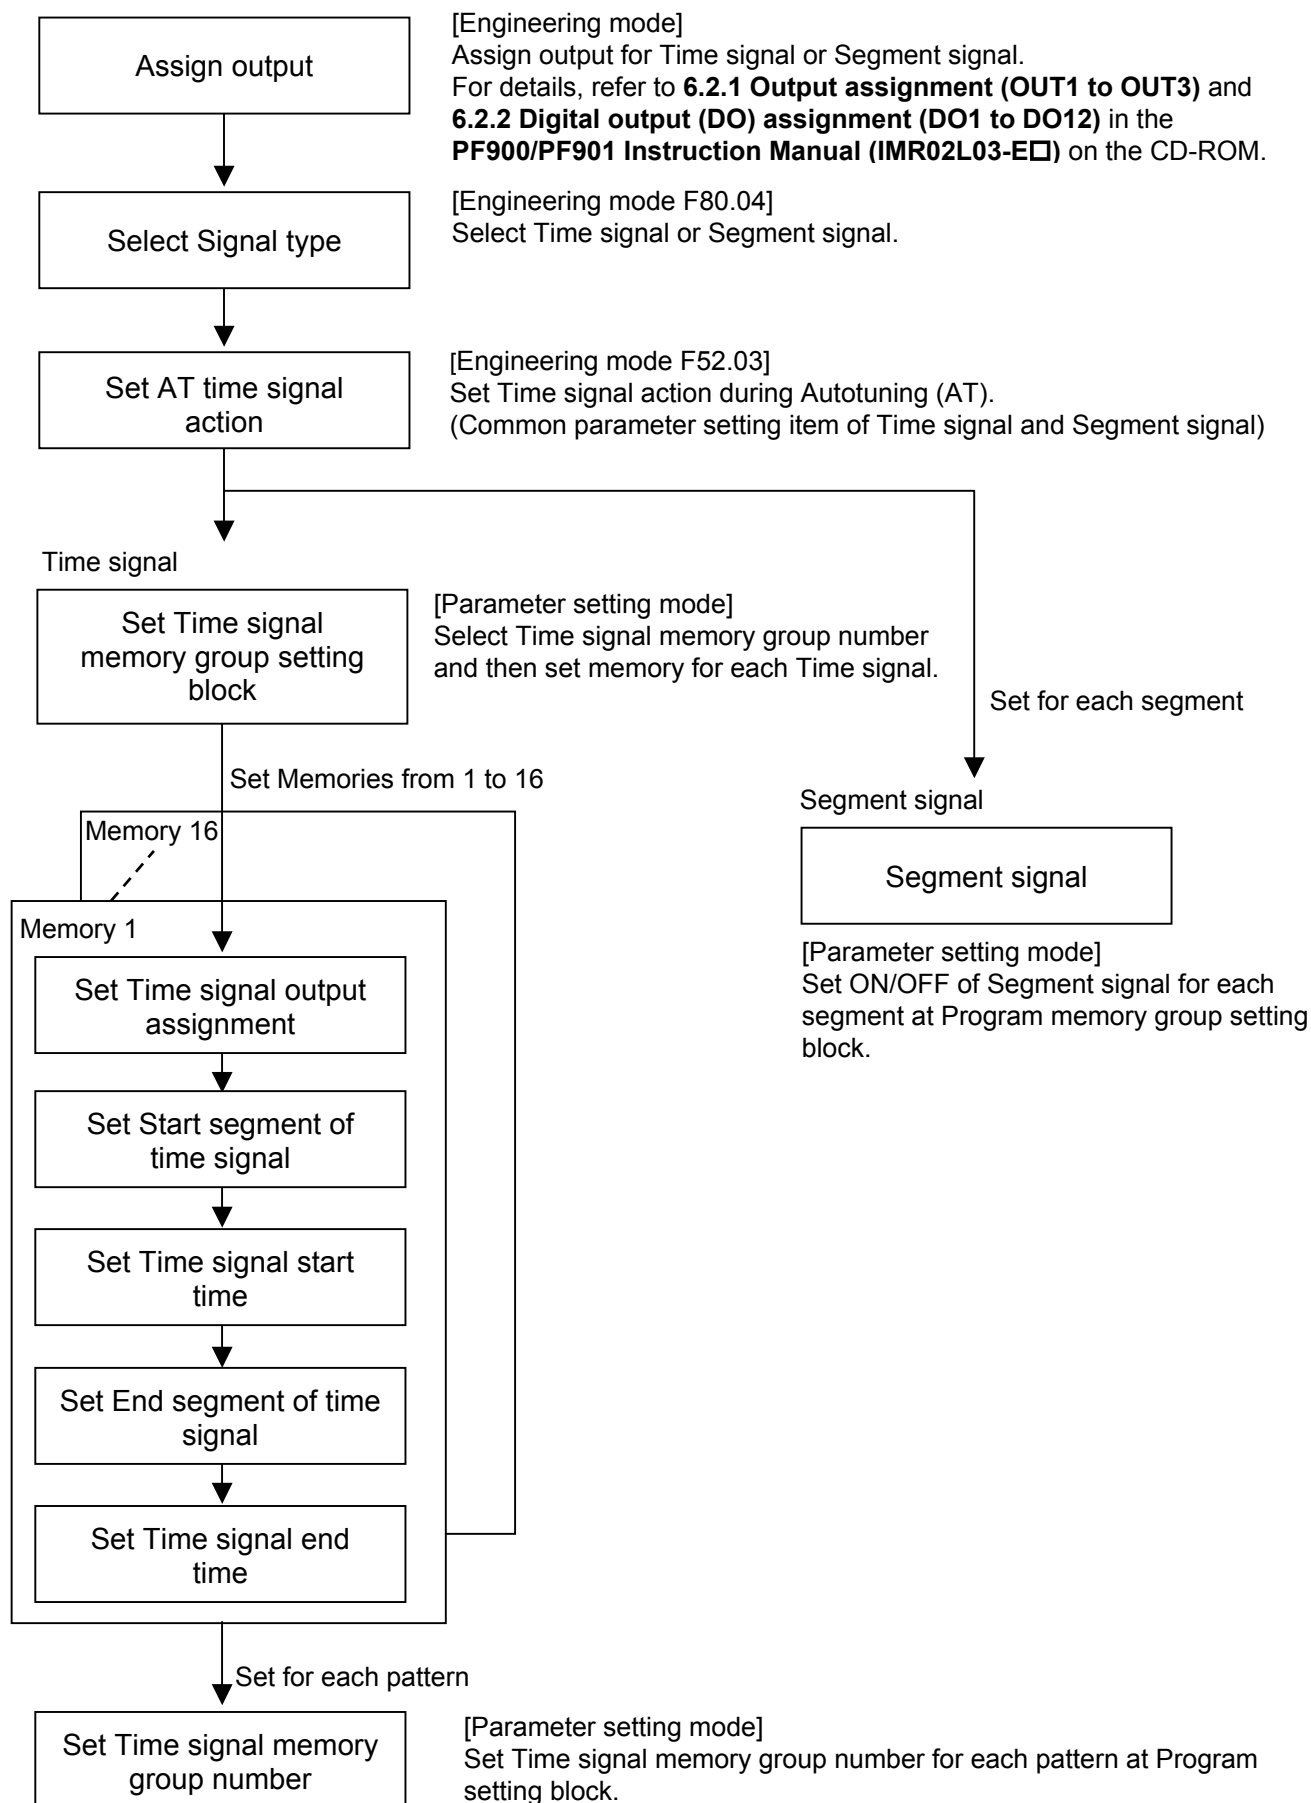 Assign output
[Engineering mode]
Assign output for Time signal or Segment signal.
For details, refer to 6.2.1 Output assignment (OUT1 to OUT3) and
6.2.2 Digital output (DO) assignment (DO1 to DO12) in the
PF900/PF901 Instruction Manual (IMR02L03-E□) on the CD-ROM.
Select Signal type
[Engineering mode F80.04]
Select Time signal or Segment signal.
Set AT time signal
action
[Engineering mode F52.03]
Set Time signal action during Autotuning (AT).
(Common parameter setting item of Time signal and Segment signal)
Time signal
Set Time signal
memory group setting
block
[Parameter setting mode]
Select Time signal memory group number
and then set memory for each Time signal.
Set for each segment
Set Memories from 1 to 16
Segment signal
Segment signal
[Parameter setting mode]
Set ON/OFF of Segment signal for each
segment at Program memory group setting
block.
Memory 16
Memory 1
Set Time signal output
assignment
Set Start segment of
time signal
Set Time signal start
time
Set End segment of time
signal
Set Time signal end
time
Set for each pattern
Set Time signal memory
group number
[Parameter setting mode]
Set Time signal memory group number for each pattern at Program
setting block.